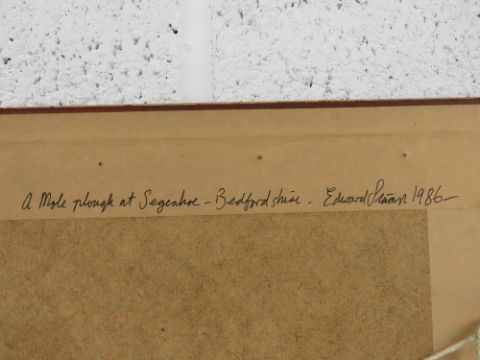 A Mole plough at Segenhoe - Bedfordshire. Edward Stamp 1986